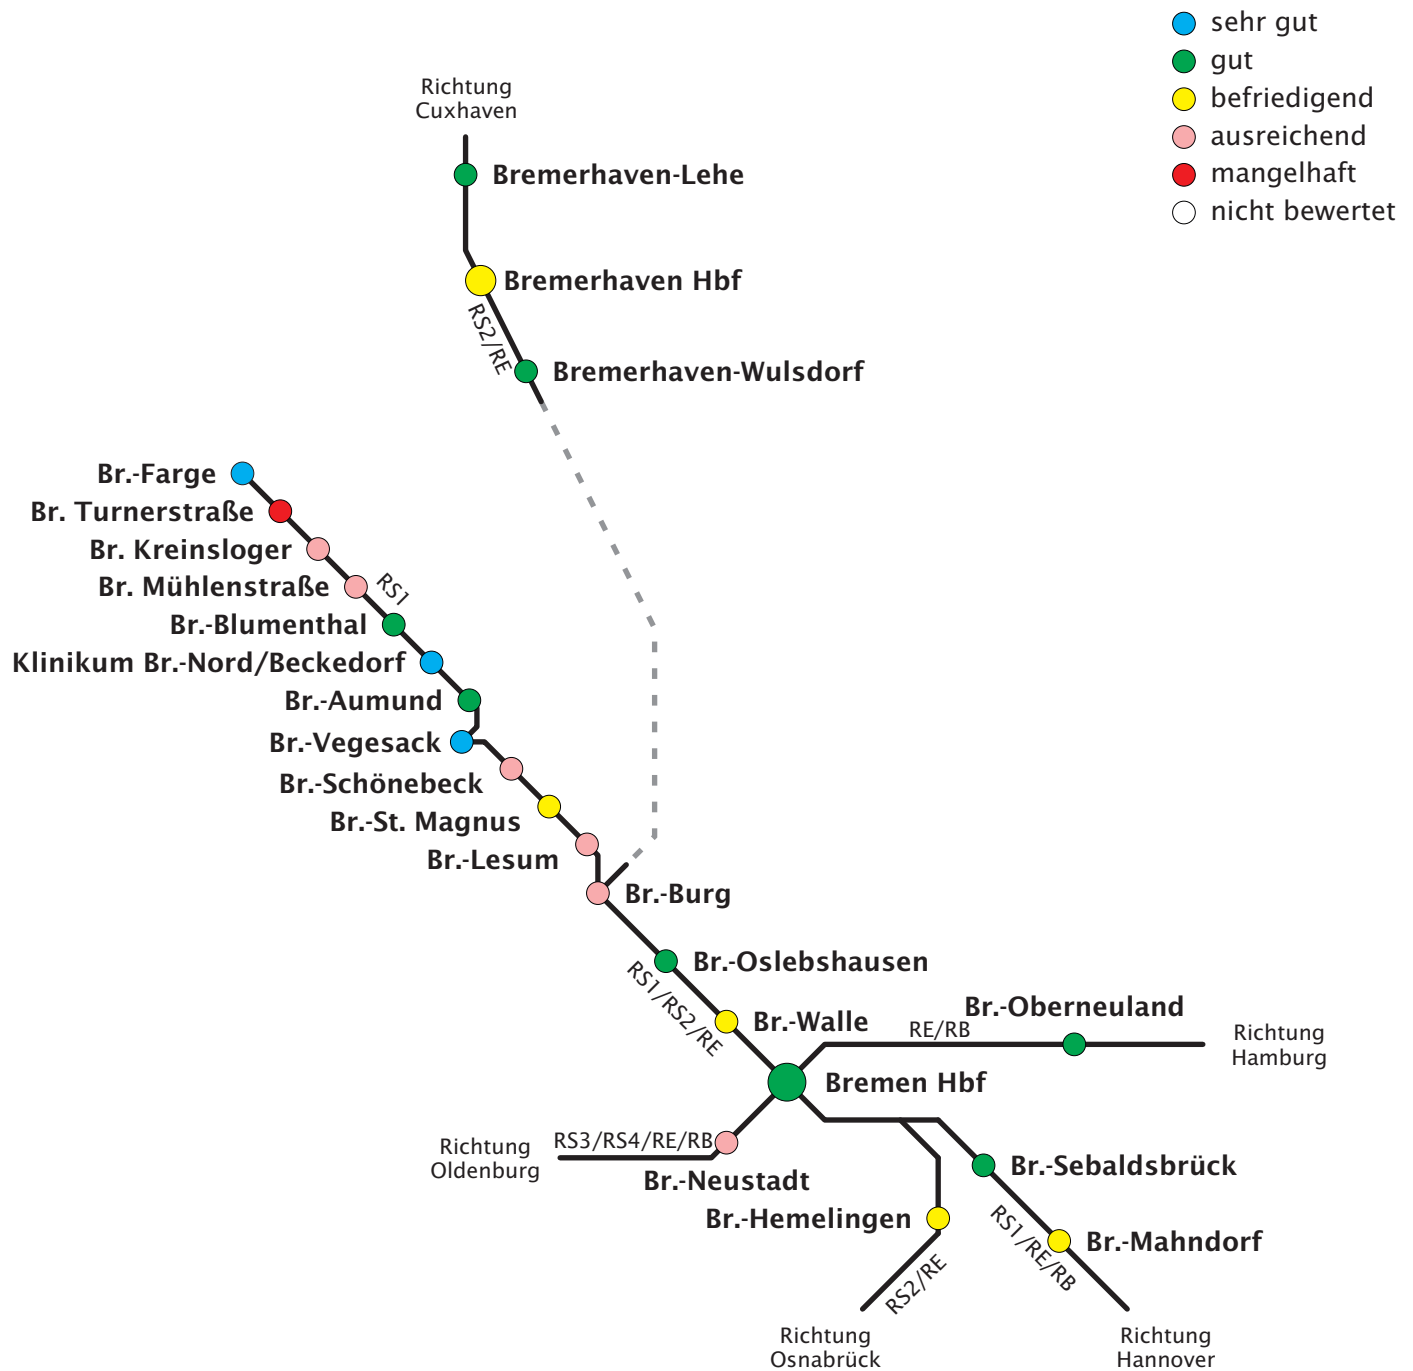 sehr gut
gut
befriedigend
ausreichend
mangelhaft
nicht bewertet
Richtung
Cuxhaven
Bremerhaven-Lehe
Bremerhaven Hbf
RS2/RE
Bremerhaven-Wulsdorf
Br.-Farge
Br. Turnerstraße
Br. Kreinsloger
Br. Mühlenstraße
RS1
Br.-Blumenthal
Klinikum Br.-Nord/Beckedorf
Br.-Aumund
Br.-Vegesack
Br.-Schönebeck
Br.-St. Magnus
Br.-Lesum
Br.-Burg
Br.-Oslebshausen
RS1/RS2/RE
Br.-Walle
Br.-Oberneuland
RE/RB
Richtung
Hamburg
Bremen Hbf
RS3/RS4/RE/RB
Richtung
Oldenburg
Br.-Neustadt
Br.-Sebaldsbrück
Br.-Hemelingen
RS1/RE/RB
Br.-Mahndorf
RS2/RE
Richtung
Osnabrück
Richtung
Hannover